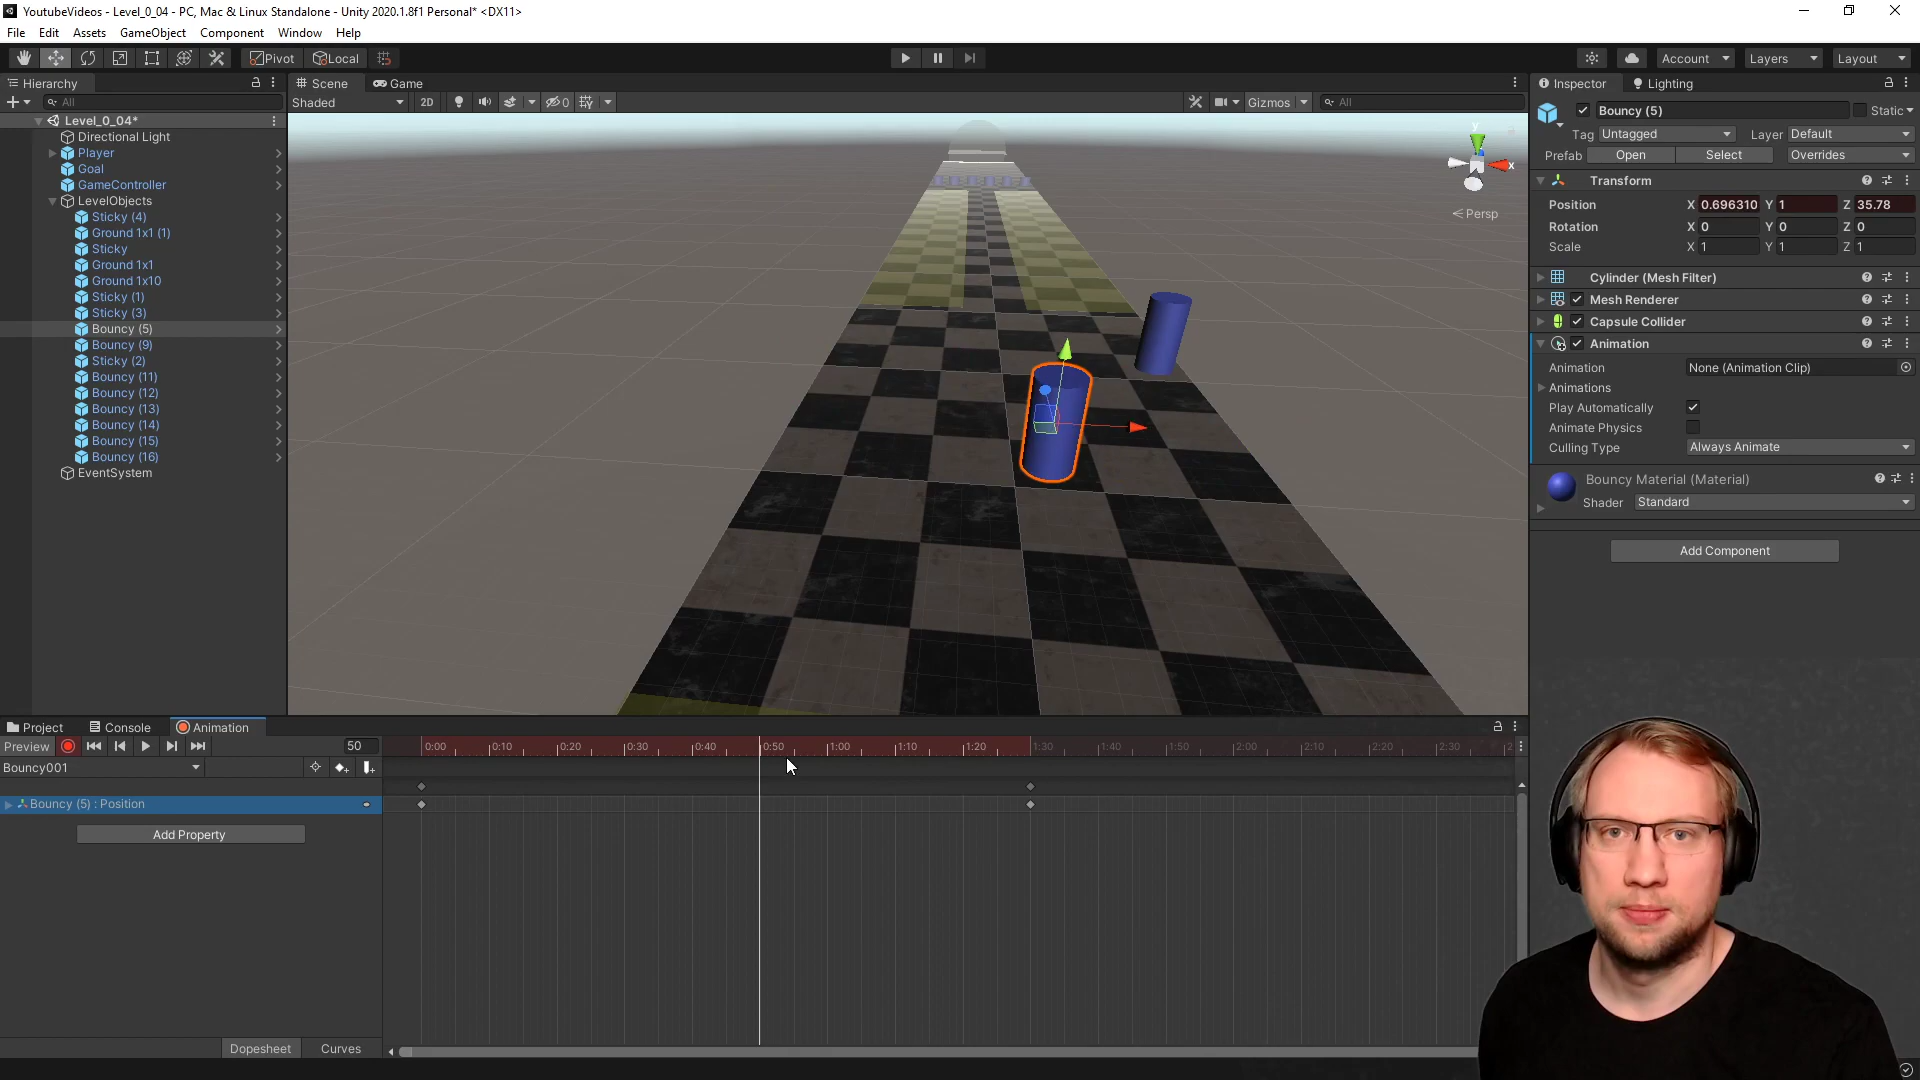 YoutubeVideos - Level_0_04 - PC, Mac & Linux Standalone - Unity 2020.1.8f1 Personal* <DX11>
File Edit Assets GameObject Component Window Help
Pivot Local Account Layers Layout
Hierarchy
All
Level_0_04*
Directional Light
Player
Goal
GameController
LevelObjects
Sticky (4)
Ground 1x1 (1)
Sticky
Ground 1x1
Ground 1x10
Sticky (1)
Sticky (3)
Bouncy (5)
Bouncy (9)
Sticky (2)
Bouncy (11)
Bouncy (12)
Bouncy (13)
Bouncy (14)
Bouncy (15)
Bouncy (16)
EventSystem
Scene Game
Shaded 2D 0 Gizmos All
y
x
< Persp
Inspector Lighting
Bouncy (5) Static
Tag Untagged Layer Default
Prefab Open Select Overrides
Transform
Position X 0.696310 Y 1 Z 35.78
Rotation X 0 Y 0 Z 0
Scale X 1 Y 1 Z 1
Cylinder (Mesh Filter)
Mesh Renderer
Capsule Collider
Animation
Animation None (Animation Clip)
Animations
Play Automatically
Animate Physics
Culling Type Always Animate
Bouncy Material (Material)
Shader Standard
Add Component
Project Console Animation
Preview 50 0:00 0:10 0:20 0:30 0:40 0:50 1:00 1:10 1:20 1:30 1:40 1:50 2:00 2:10 2:20 2:30
Bouncy001
Bouncy (5) : Position
Add Property
Dopesheet Curves